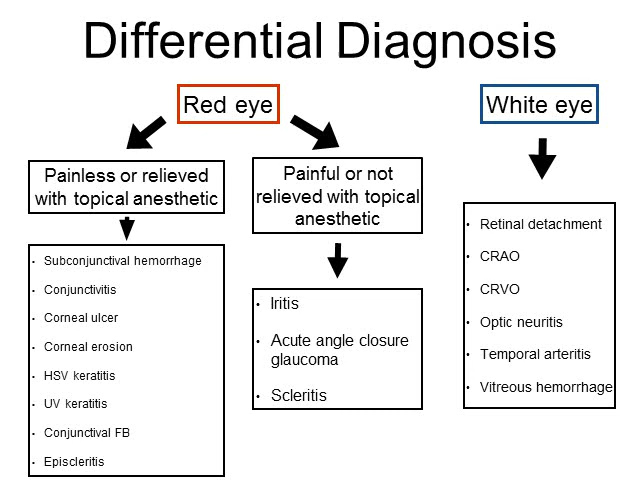 Differential Diagnosis
Red eye
White eye
Painless or relieved
with topical anesthetic
Painful or not
relieved with topical
anesthetic
• Subconjunctival hemorrhage
• Conjunctivitis
• Corneal ulcer
• Corneal erosion
• HSV keratitis
• UV keratitis
• Conjunctival FB
• Episcleritis
• Iritis
• Acute angle closure
glaucoma
• Scleritis
• Retinal detachment
• CRAO
• CRVO
• Optic neuritis
• Temporal arteritis
• Vitreous hemorrhage